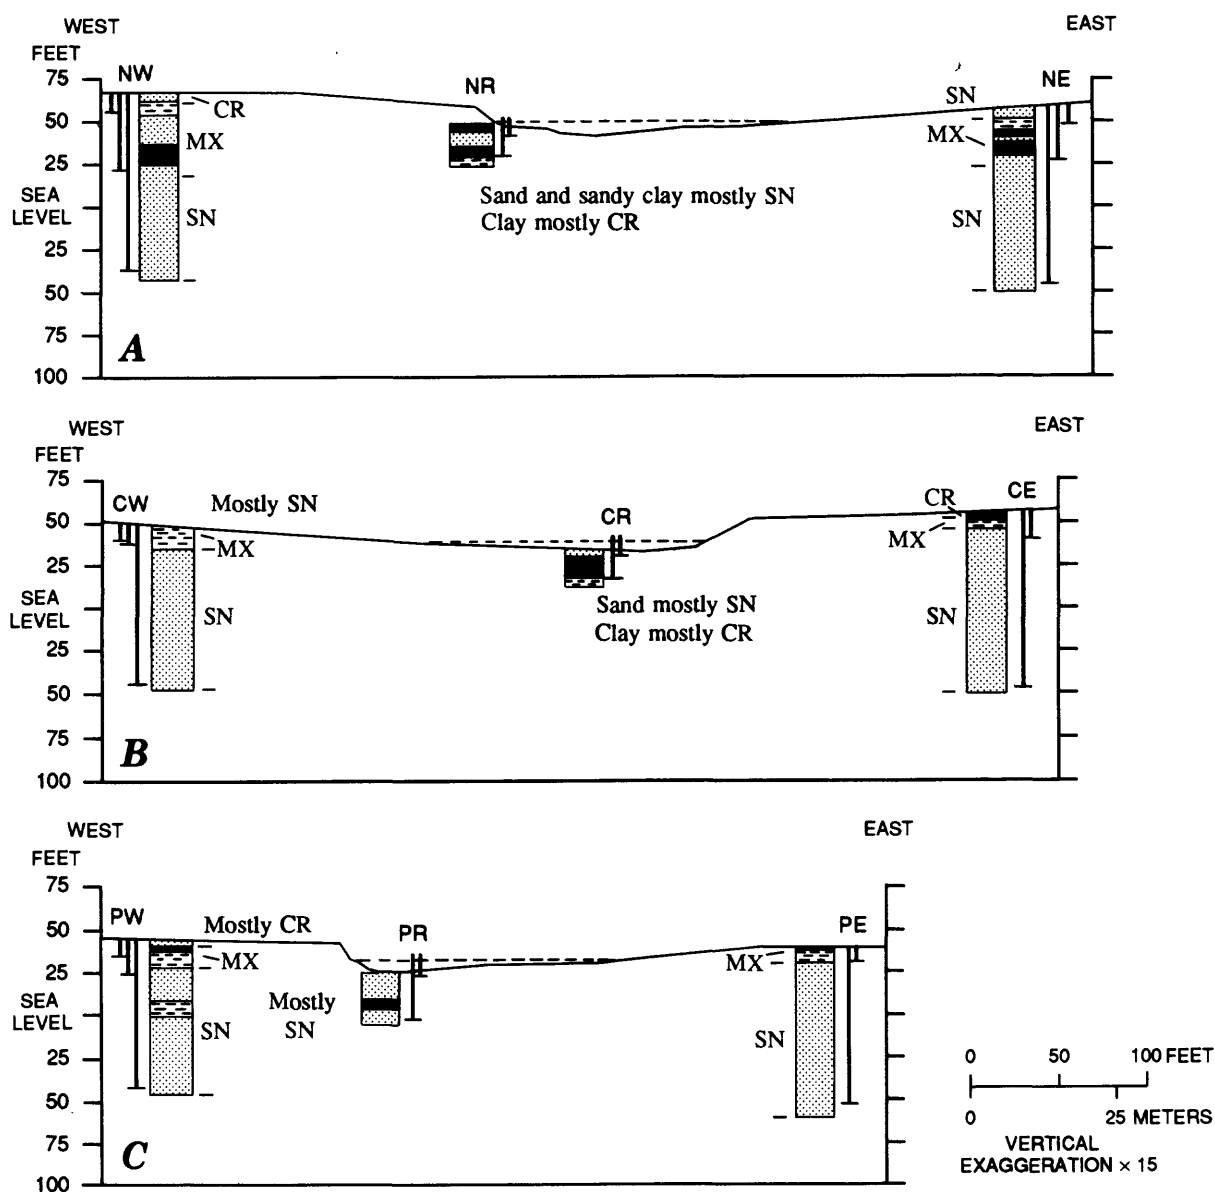 WEST
EAST
FEET
NW
NR
NE
75
CR
SN
50
MX
MX
25
Sand and sandy clay mostly SN
SEA
LEVEL
SN
Clay mostly CR
SN
25
50
75
A
100
WEST
EAST
FEET
75
CW
Mostly SN
CR
CR
CE
50
MX
MX
25
SEA
LEVEL
SN
Sand mostly SN
SN
Clay mostly CR
25
50
75
B
100
WEST
EAST
FEET
75
PW
Mostly CR
PR
PE
50
MX
MX
25
SEA
LEVEL
Mostly
SN
SN
SN
25
50
75
C
100
0 50 100 FEET
0 25 METERS
VERTICAL
EXAGGERATION × 15